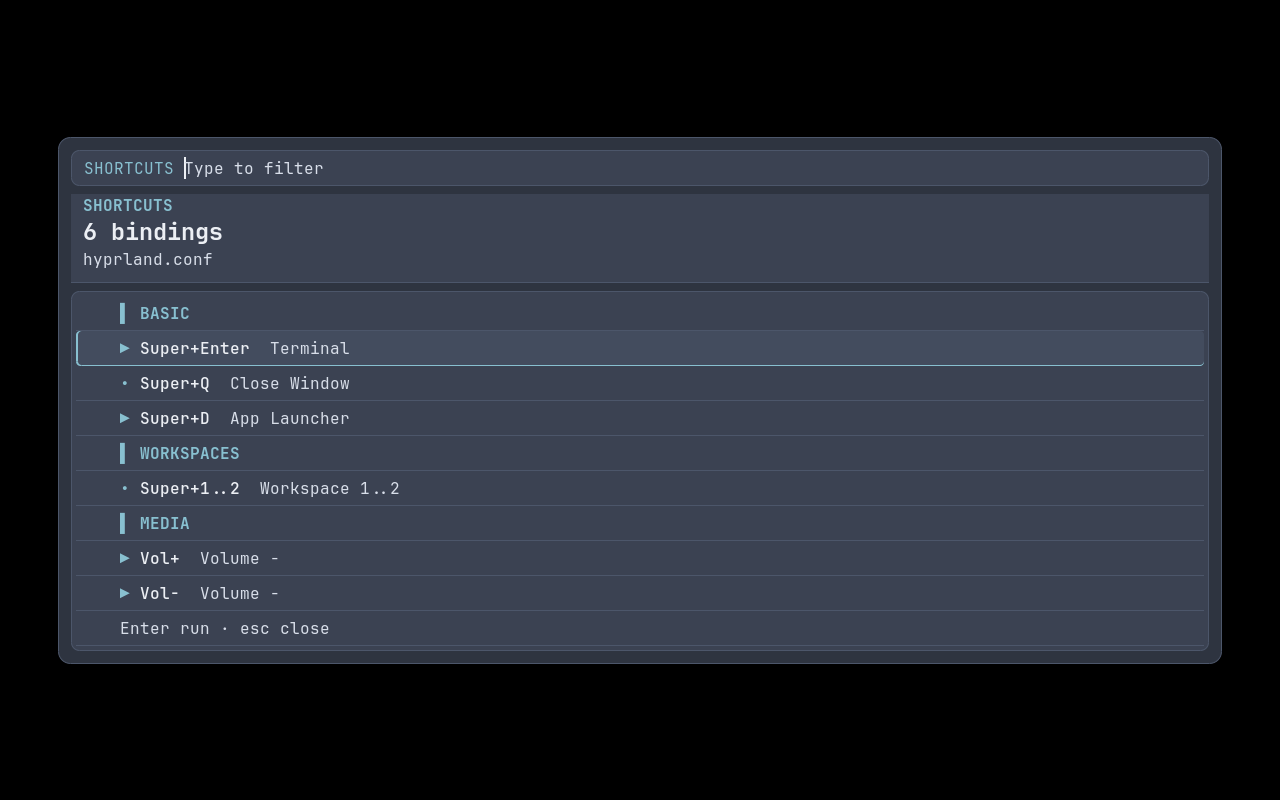 SHORTCUTS Type to filter
SHORTCUTS
6 bindings
hyprland.conf
BASIC
▶ Super+Enter  Terminal
• Super+Q  Close Window
▶ Super+D  App Launcher
WORKSPACES
• Super+1..2  Workspace 1..2
MEDIA
▶ Vol+  Volume -
▶ Vol-  Volume -
Enter run · esc close